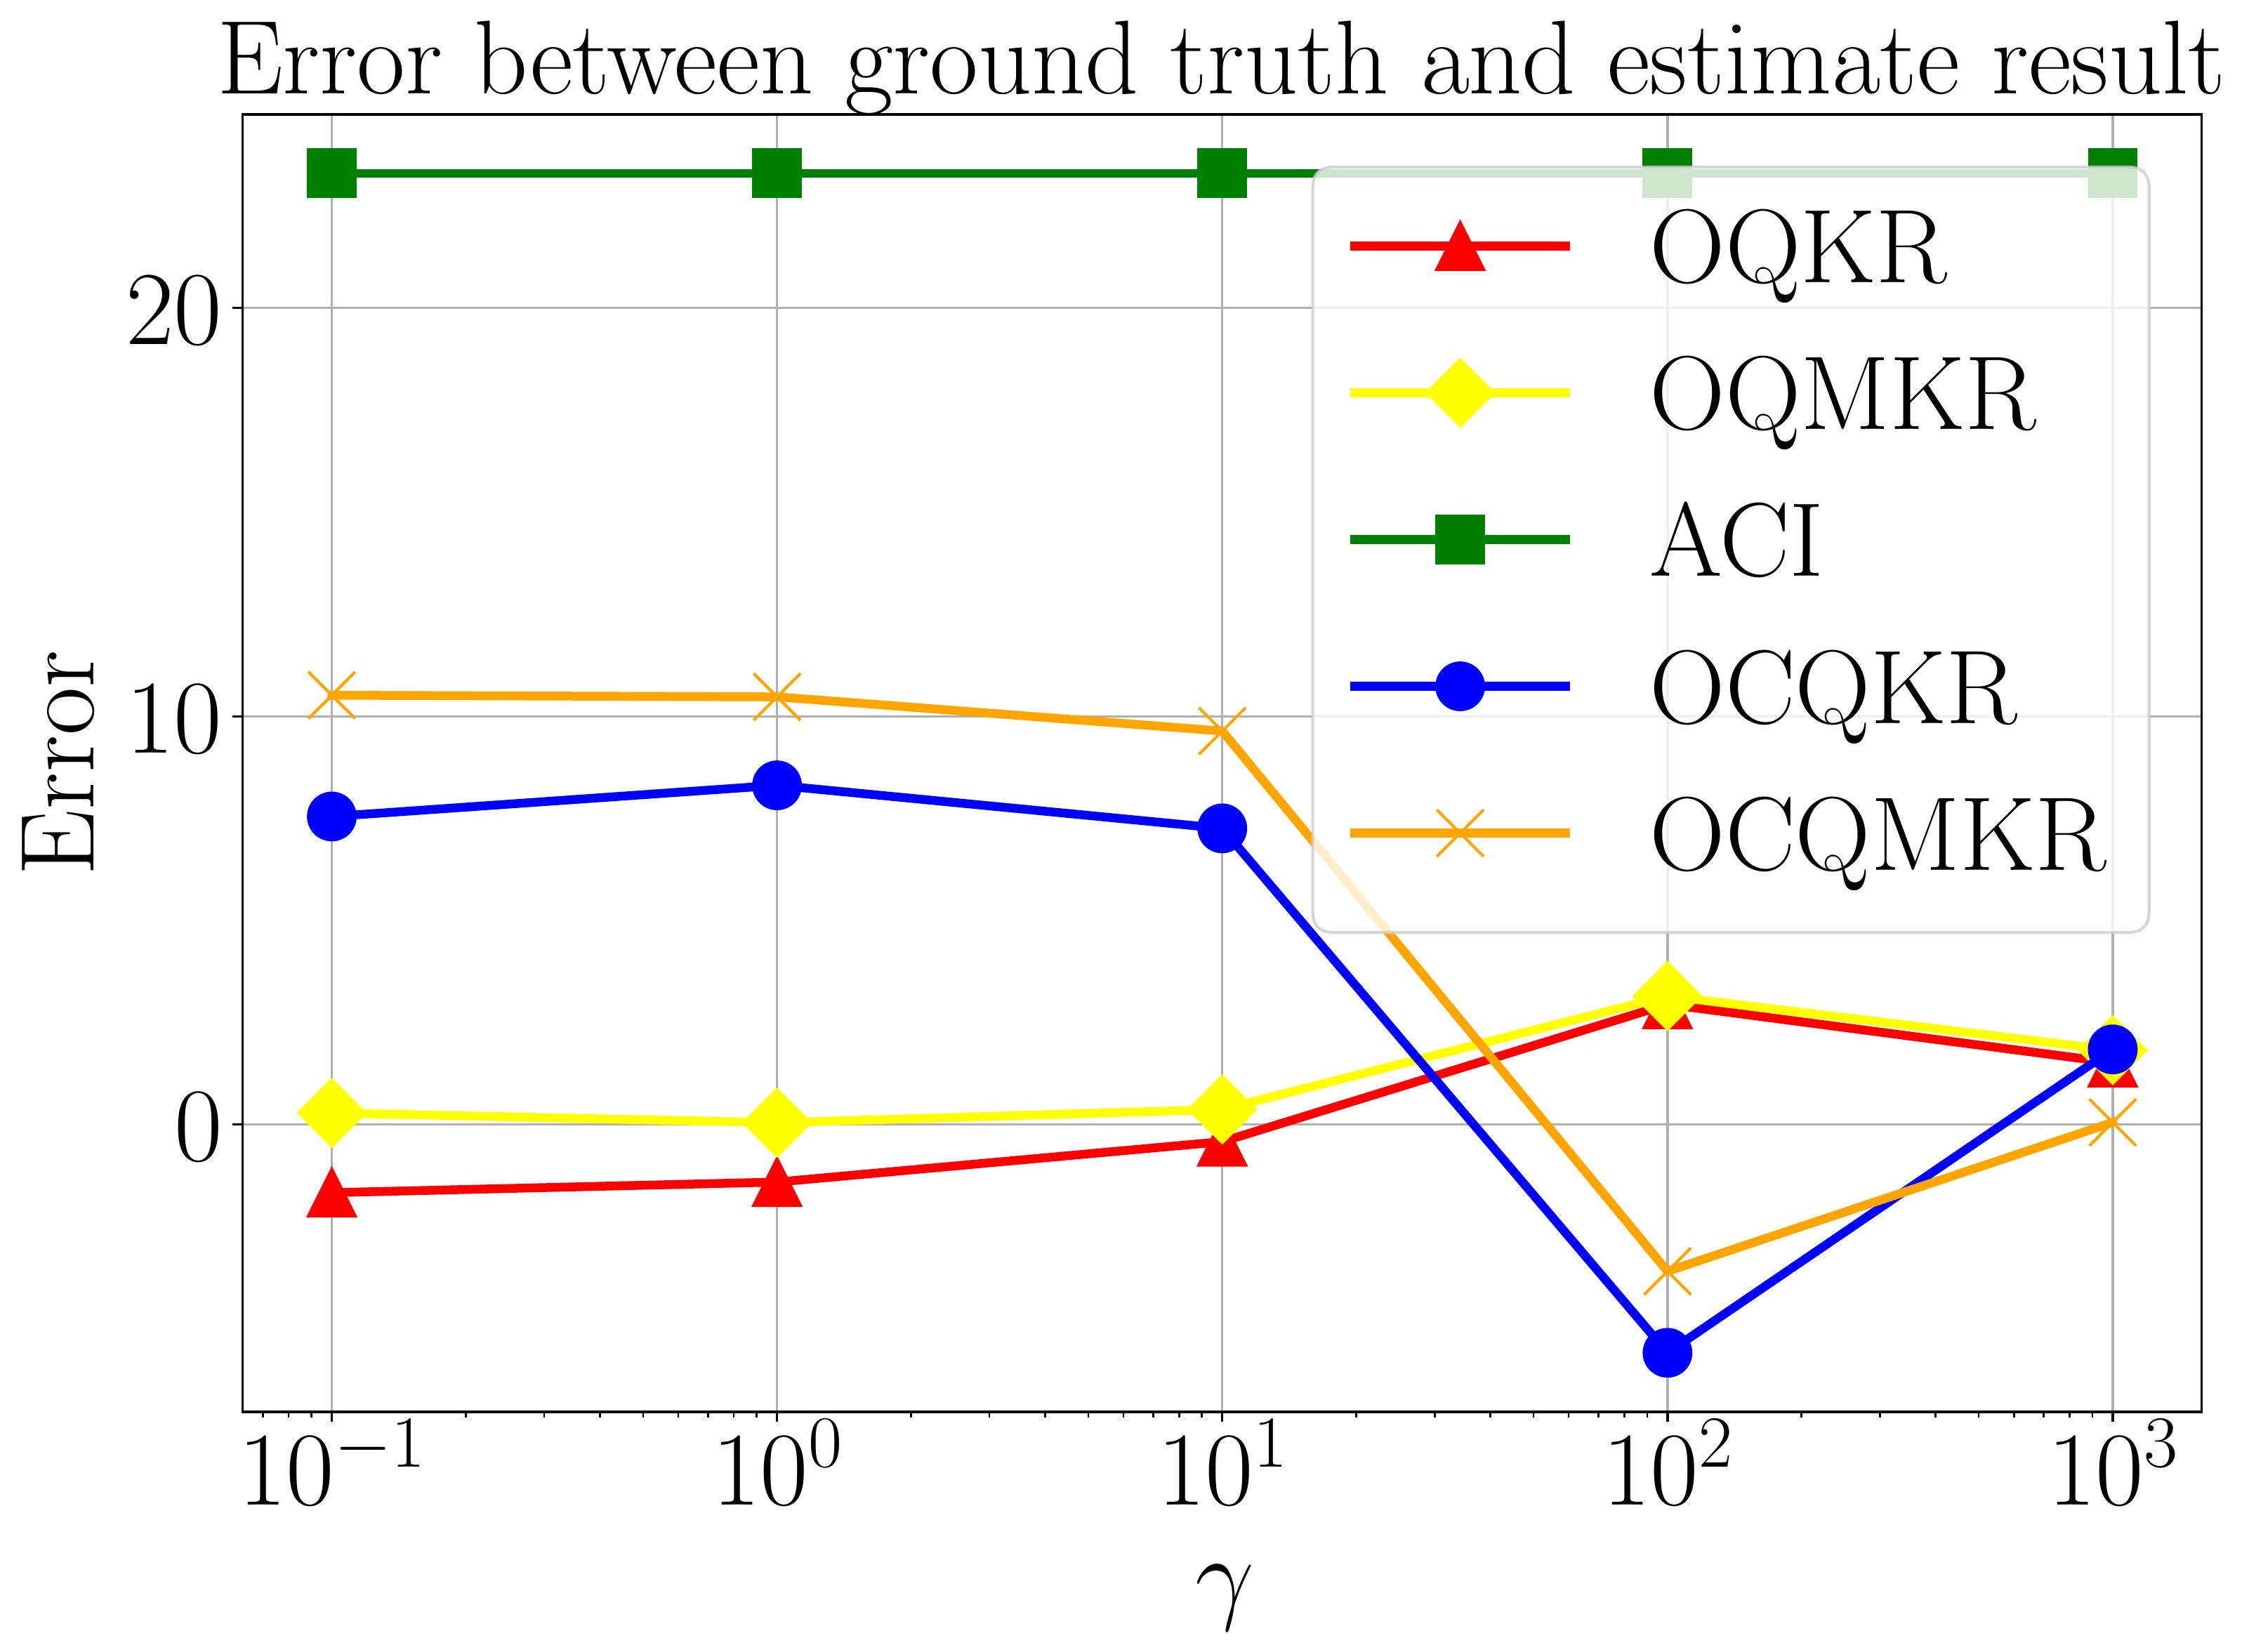 Error between ground truth and estimate result
Error
20
10
0
OQKR
OQMKR
ACI
OCQKR
OCQMKR
10⁻¹ 10⁰ 10¹ 10² 10³
γ